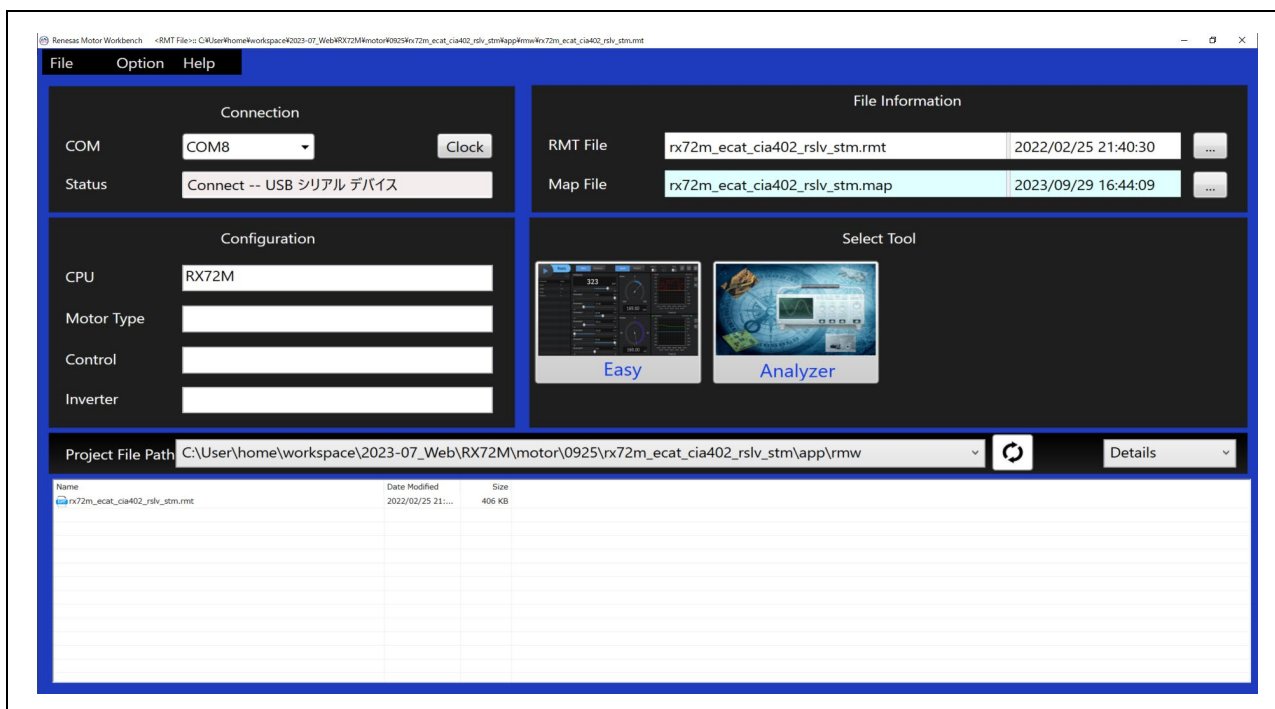 Renesas Motor Workbench <RMT File>:: C:¥User¥home¥workspace¥2023-07_Web¥RX72M¥motor¥0925¥rx72m_ecat_cia402_rslv_stm¥app¥rmw¥rx72m_ecat_cia402_rslv_stm.rmt
File Option Help
Connection
COM COM8 Clock
Status Connect -- USB シリアル デバイス
File Information
RMT File rx72m_ecat_cia402_rslv_stm.rmt 2022/02/25 21:40:30 ...
Map File rx72m_ecat_cia402_rslv_stm.map 2023/09/29 16:44:09 ...
Configuration
CPU RX72M
Motor Type
Control
Inverter
Select Tool
323
Easy
Analyzer
Project File Path C:\User\home\workspace\2023-07_Web\RX72M\motor\0925\rx72m_ecat_cia402_rslv_stm\app\rmw Details
Name Date Modified Size
rx72m_ecat_cia402_rslv_stm.rmt 2022/02/25 21:... 406 KB